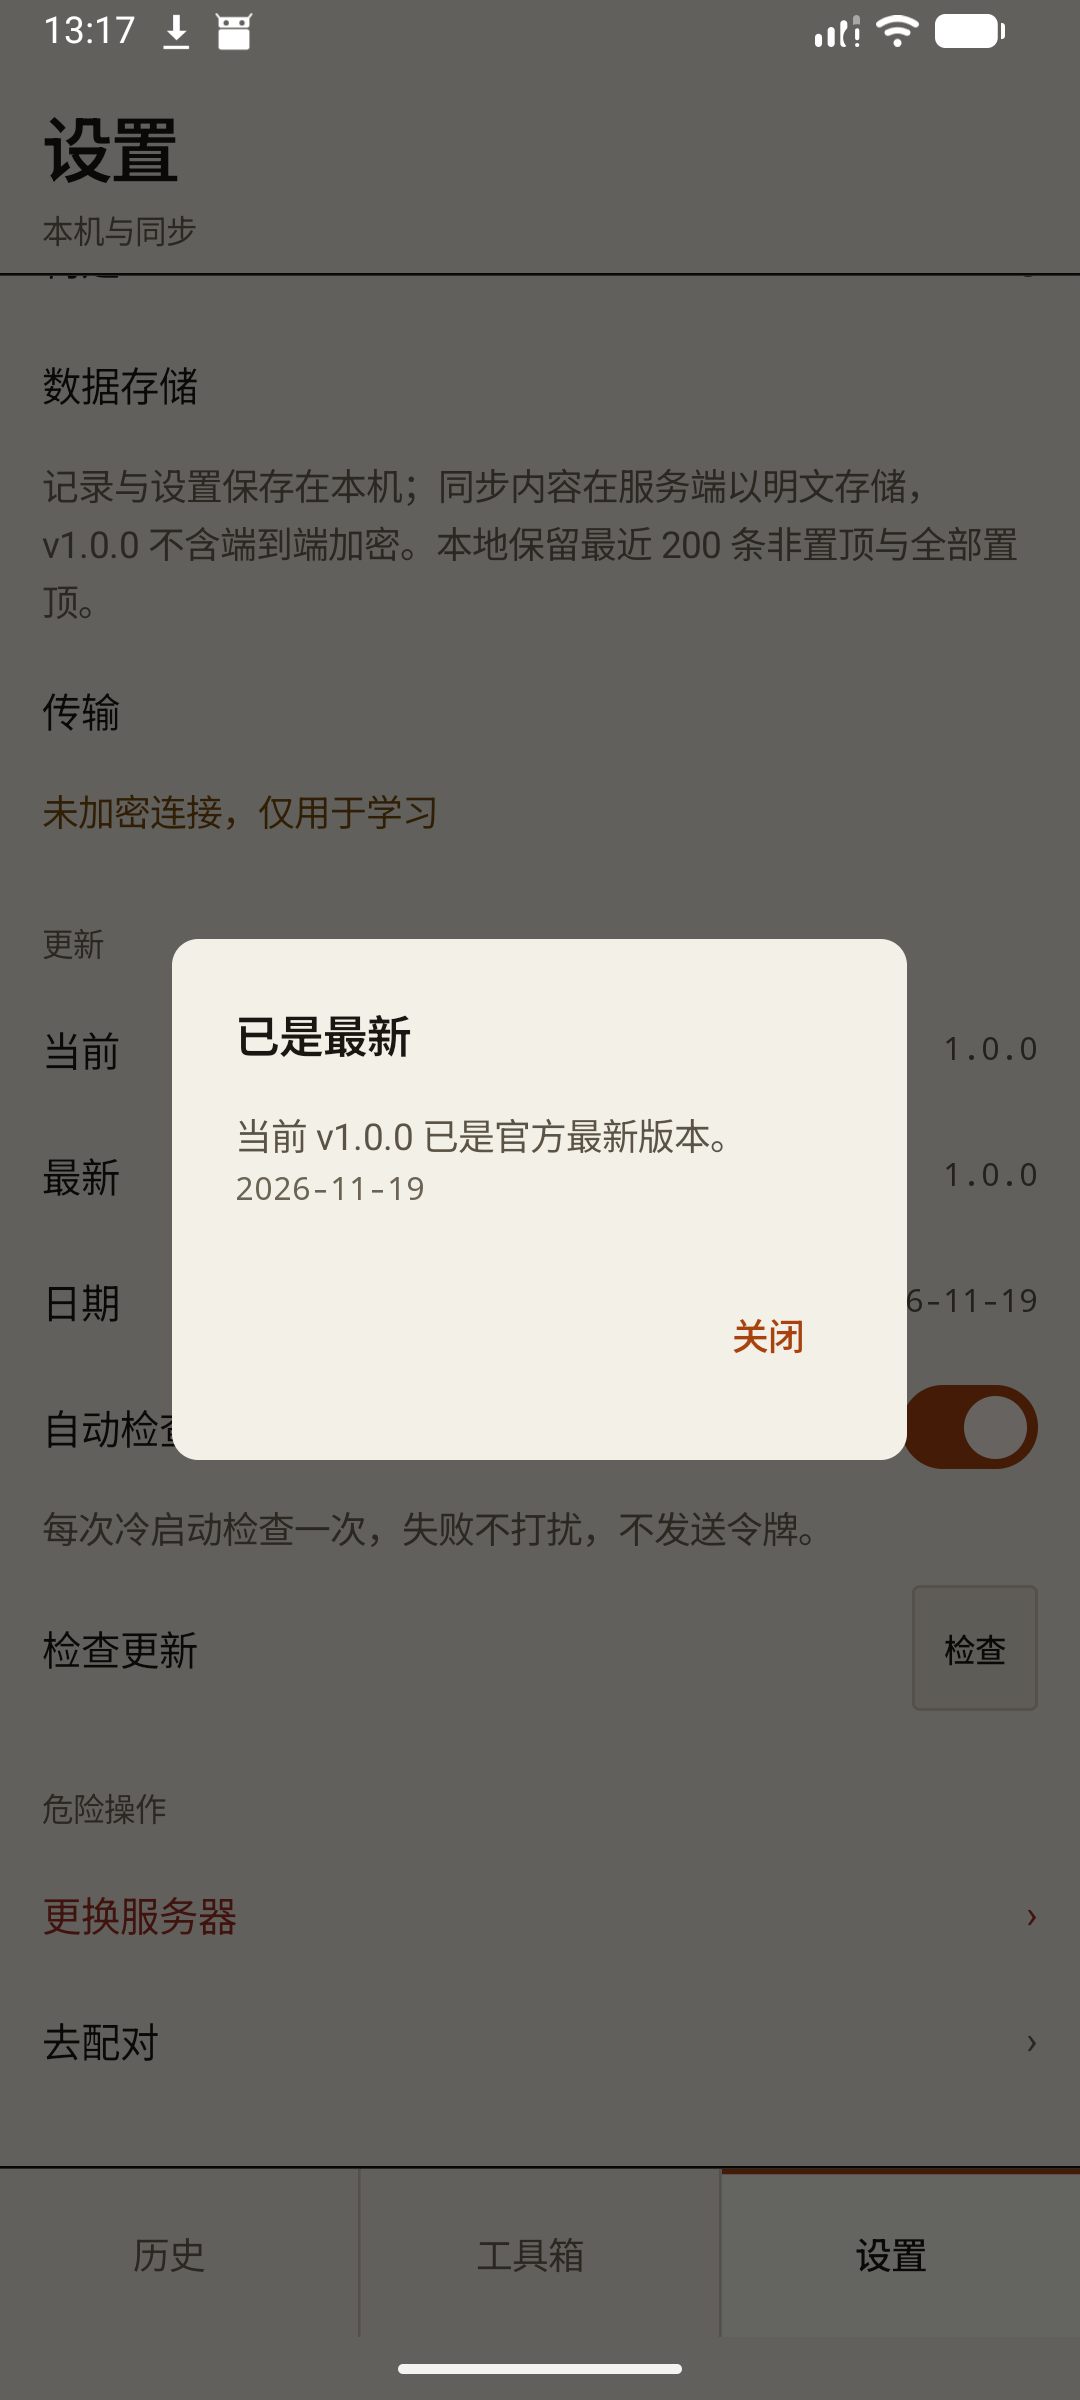 13:17
设置
本机与同步
数据存储
记录与设置保存在本机；同步内容在服务端以明文存储，
v1.0.0 不含端到端加密。本地保留最近 200 条非置顶与全部置
顶。
传输
未加密连接，仅用于学习
更新
已是最新
当前
1.0.0
当前 v1.0.0 已是官方最新版本。
最新
1.0.0
2026-11-19
日期
6-11-19
关闭
自动检查
每次冷启动检查一次，失败不打扰，不发送令牌。
检查更新
检查
危险操作
更换服务器
›
去配对
›
历史
工具箱
设置